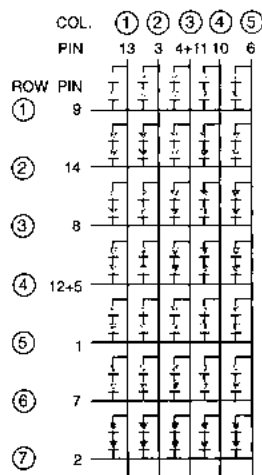 COL. ① ② ③ ④ ⑤
PIN 13 3 4+11 10 6
ROW PIN
① 9
② 14
③ 8
④ 12+5
⑤ 1
⑥ 7
⑦ 2